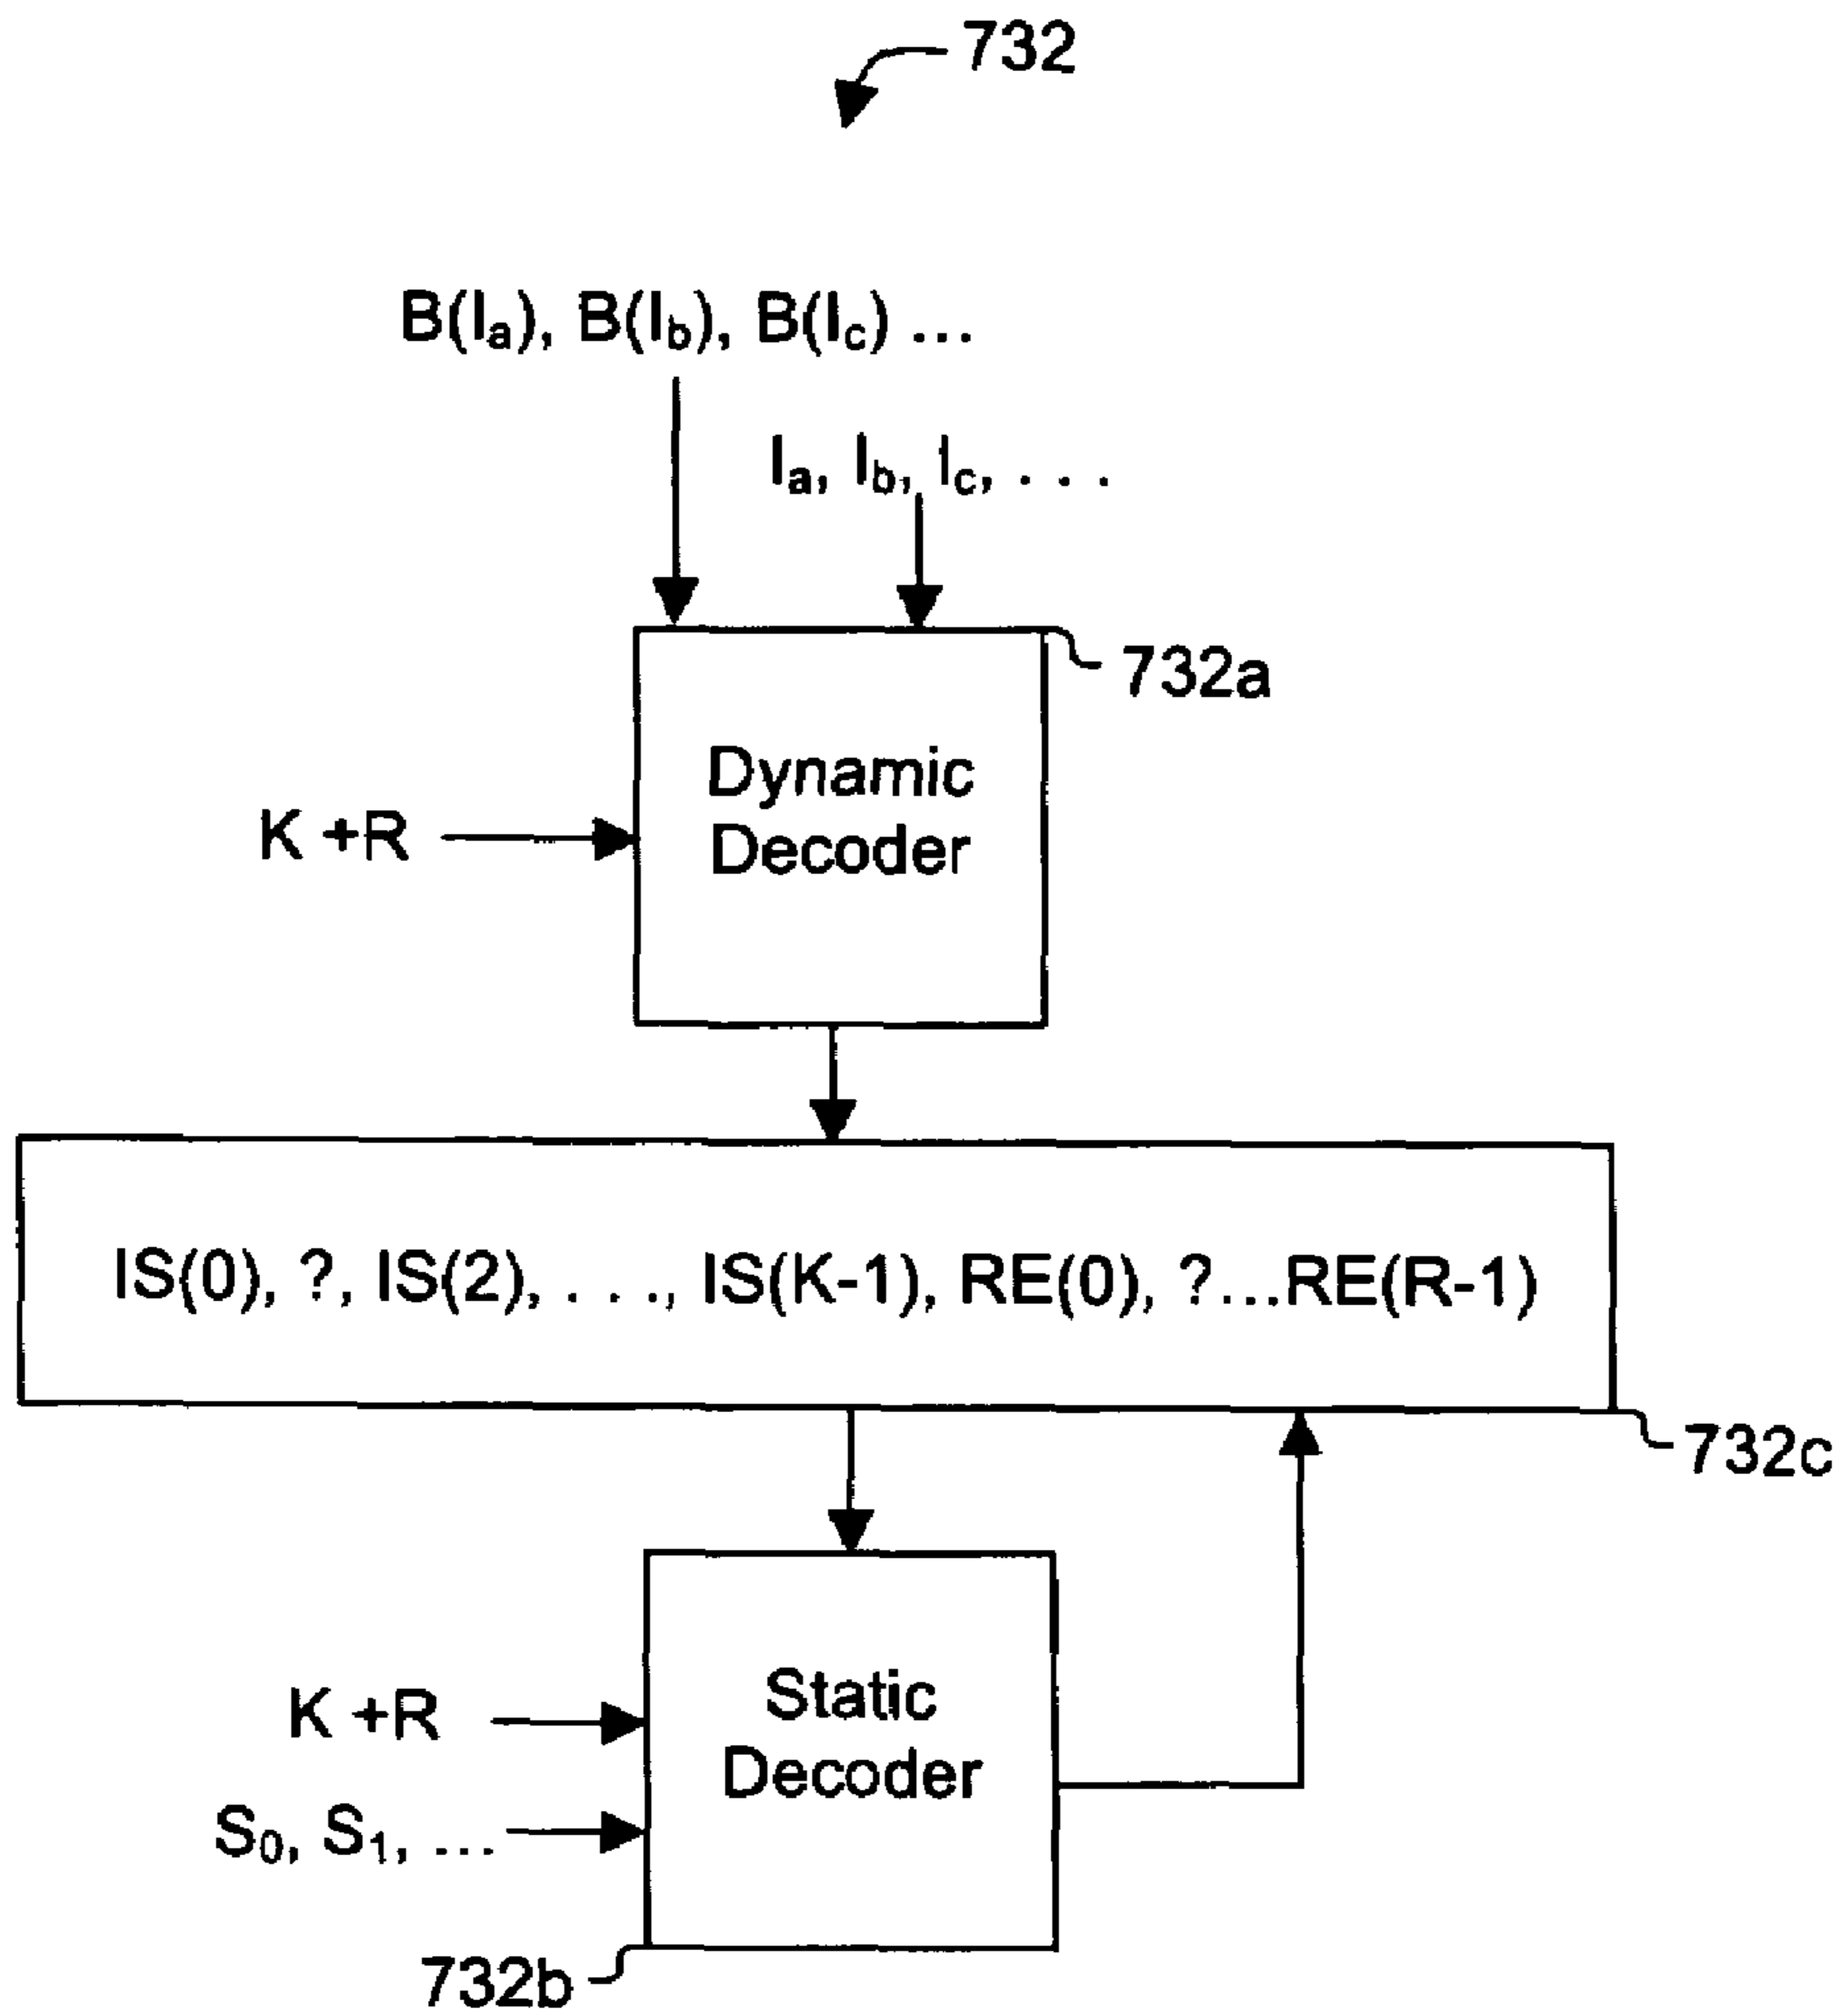 732
B(Ia), B(Ib), B(Ic) ...
Ia, Ib, Ic, . . .
732a
Dynamic
Decoder
K +R
IS(0), ?, IS(2), . . ., IS(K-1), RE(0), ?...RE(R-1)
732c
Static
Decoder
K +R
S0, S1, ...
732b